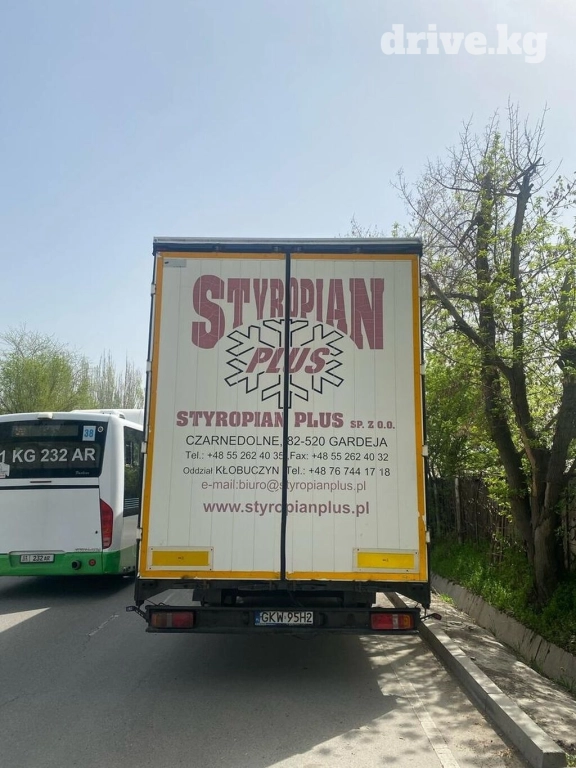 drive.kg
STYROPIAN
PLUS
STYROPIAN PLUS SP. Z O.O.
CZARNEDOLNE, 82-520 GARDEJA
Tel.: +48 55 262 40 35, Fax: +48 55 262 40 32
Oddział KŁOBUCZYN Tel.: +48 76 744 17 18
e-mail:biuro@styropianplus.pl
www.styropianplus.pl
1 KG 232 AR
38
232
GKW 95H2